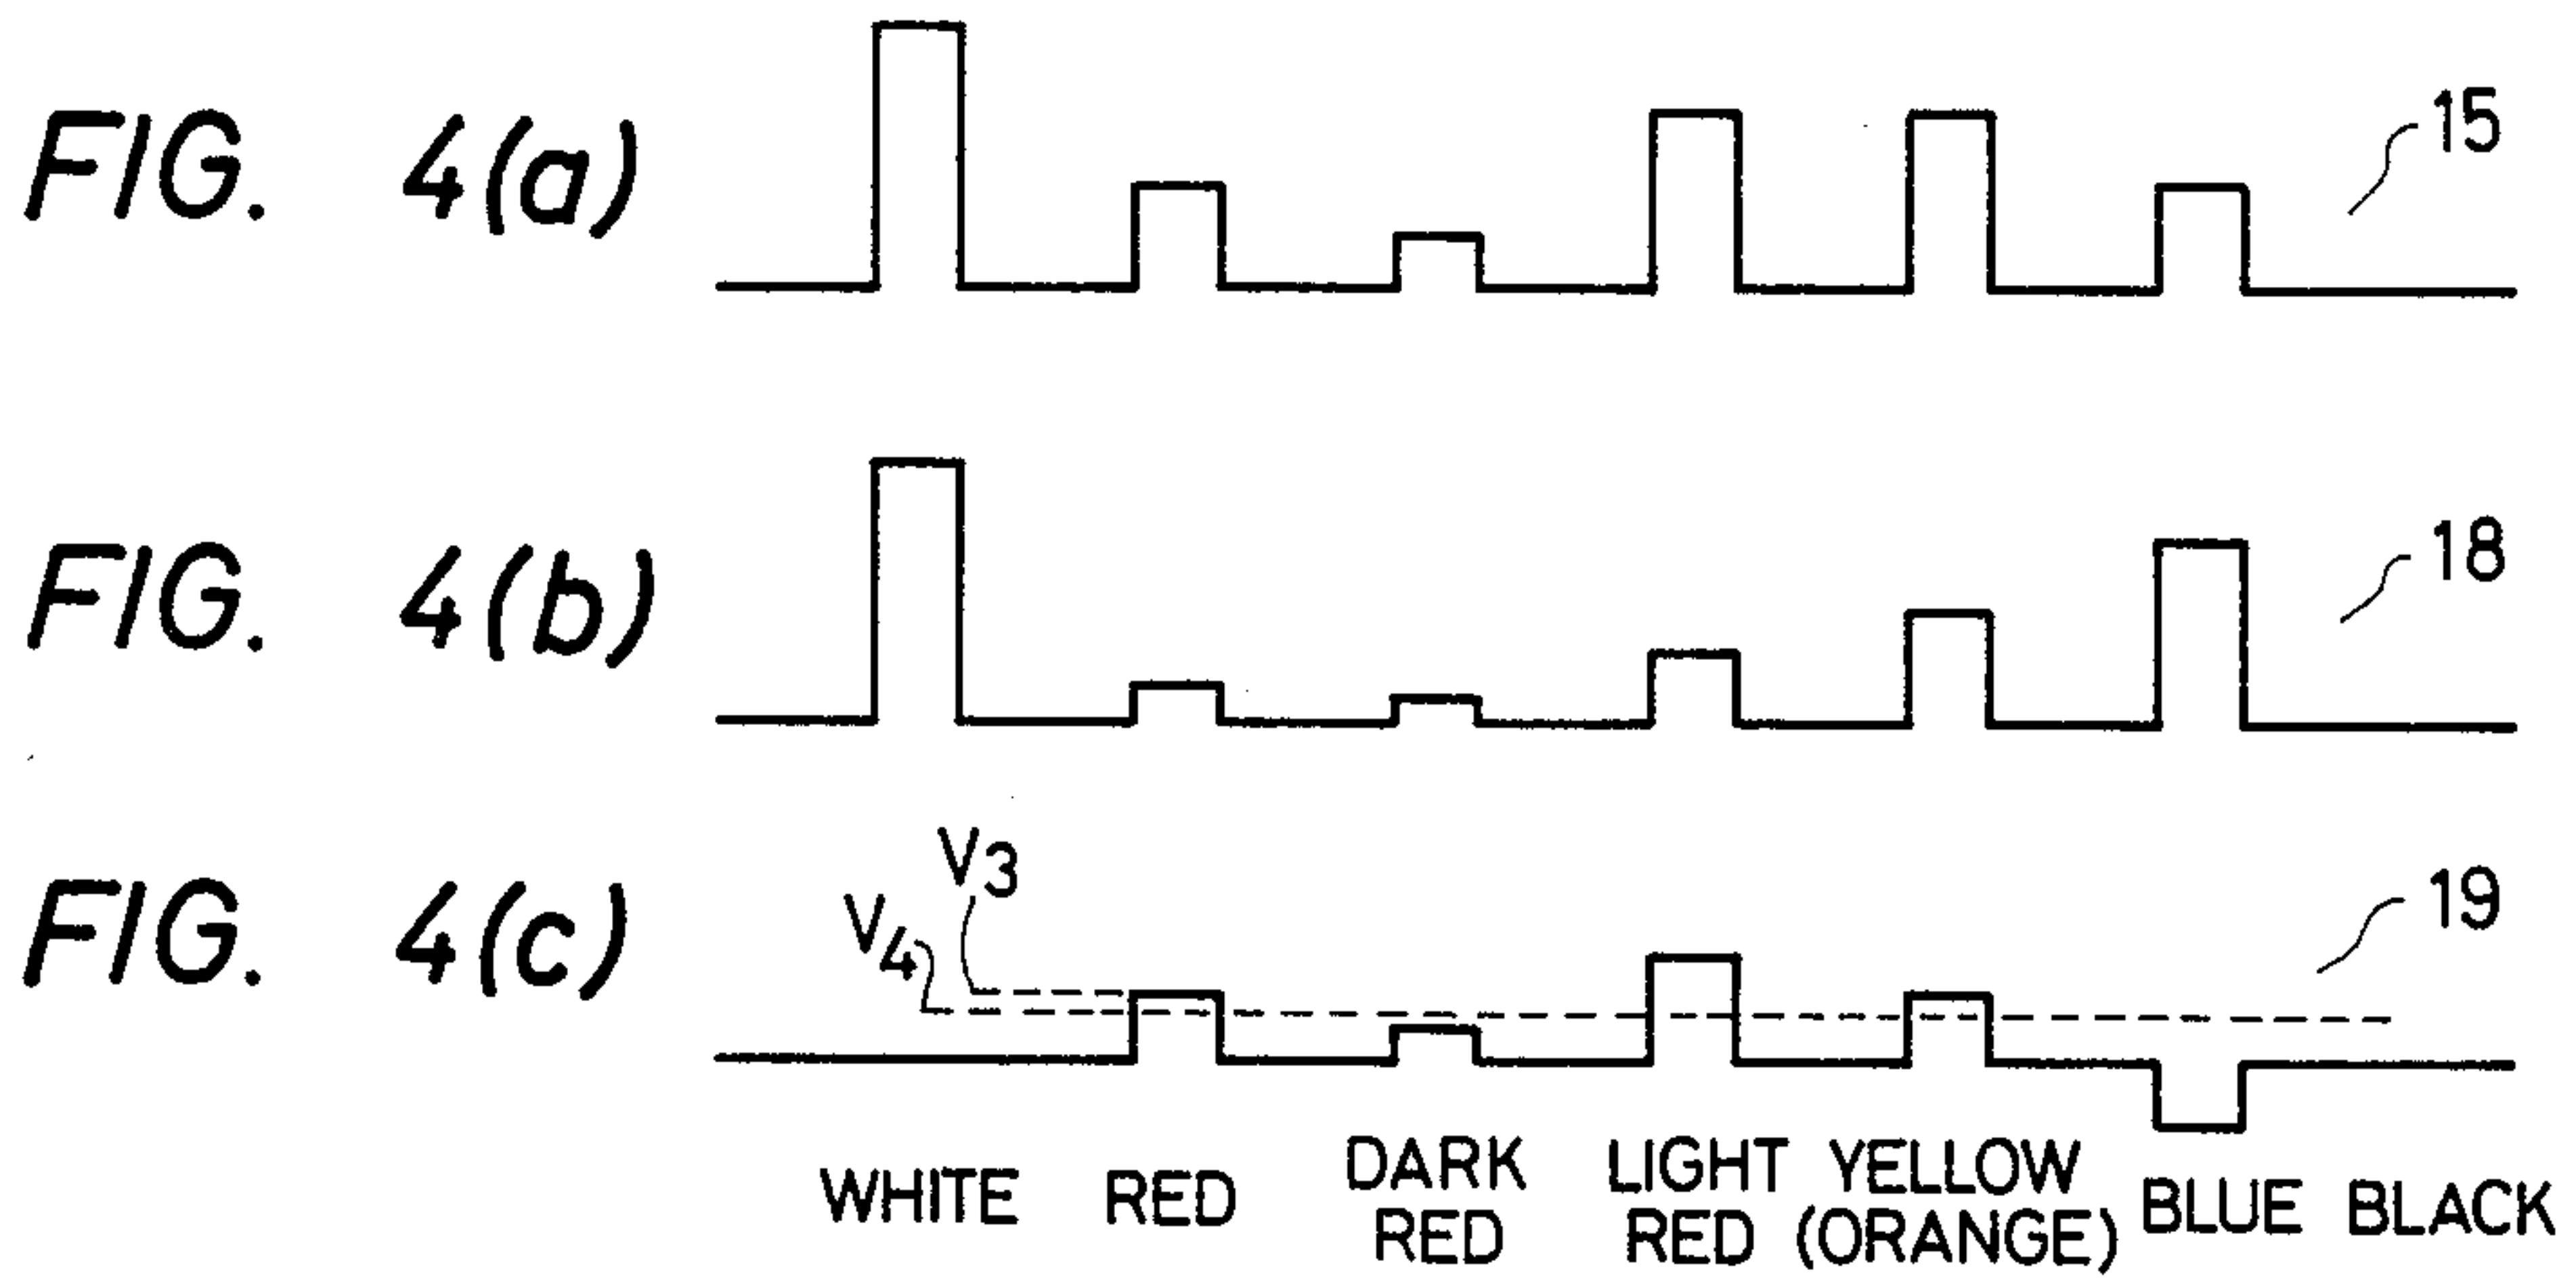 FIG. 4(a)
15
FIG. 4(b)
18
FIG. 4(c)
V3
V4
19
WHITE
RED
DARK
RED
LIGHT
RED
YELLOW
(ORANGE)
BLUE
BLACK